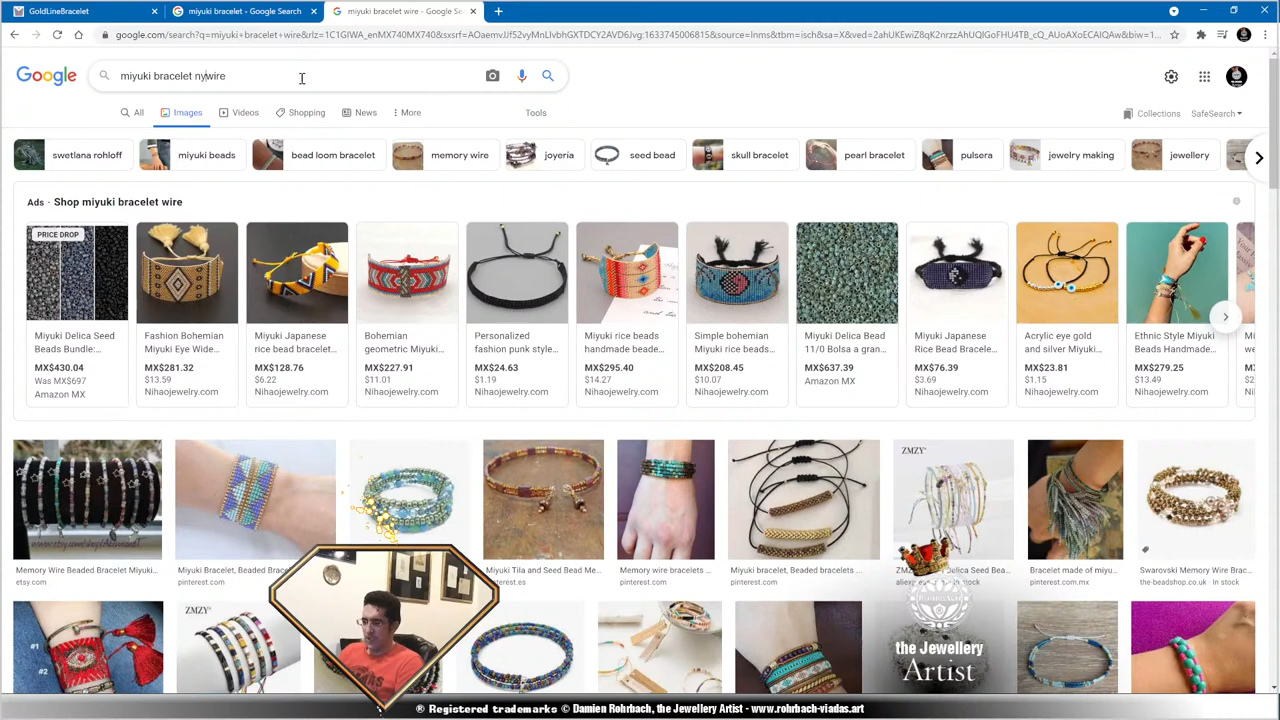 GoldLineBracelet
miyuki bracelet - Google Search
miyuki bracelet wire - Google Se
google.com/search?q=miyuki+bracelet+wire&rlz=1C1GIWA_enMX740MX740&sxsrf=AOaemvJJf52vyMnLIvbhGXTDCY2AVD6Jvg:1633745006815&source=lnms&tbm=isch&sa=X&ved=2ahUKEwiZ8qK2nrzzAhUQIGoFHU4TB_cQ_AUoAXoECAIQAw&biw=1...
Google
miyuki bracelet nywire
All
Images
Videos
Shopping
News
More
Tools
Collections
SafeSearch
swetlana rohloff
miyuki beads
bead loom bracelet
memory wire
joyería
seed bead
skull bracelet
pearl bracelet
pulsera
jewelry making
jewellery
Ads · Shop miyuki bracelet wire
PRICE DROP
Miyuki Delica Seed
Beads Bundle:...
MX$430.04
Was MX$697
Amazon MX
Fashion Bohemian
Miyuki Eye Wide...
MX$281.32
$13.59
Nihaojewelry.com
Miyuki Japanese
rice bead bracelet...
MX$128.76
$6.22
Nihaojewelry.com
Bohemian
geometric Miyuki...
MX$227.91
$11.01
Nihaojewelry.com
Personalized
fashion punk style...
MX$24.63
$1.19
Nihaojewelry.com
Miyuki rice beads
handmade beade...
MX$295.40
$14.27
Nihaojewelry.com
Simple bohemian
Miyuki rice beads...
MX$208.45
$10.07
Nihaojewelry.com
Miyuki Delica Bead
11/0 Bolsa a gran...
MX$637.39
Amazon MX
Miyuki Japanese
Rice Bead Bracele...
MX$76.39
$3.69
Nihaojewelry.com
Acrylic eye gold
and silver Miyuki...
MX$23.81
$1.15
Nihaojewelry.com
Ethnic Style Miyuki
Beads Handmade...
MX$279.25
$13.49
Nihaojewelry.com
ZMZY
Memory Wire Beaded Bracelet Miyuki...
etsy.com
Miyuki Bracelet, Beaded Brac
pinterest.com
Miyuki Tila and Seed Bead Me...
pinterest.es
Memory wire bracelets ...
pinterest.com
Miyuki bracelet, Beaded bracelets ...
pinterest.com
ZMZY Delica Seed Bea
Bracelet made of miyu...
pinterest.com.mx
Swarovski Memory Wire ...
the-beadshop.co.uk · In stock
#1
#2
ZMZY
the Jewellery
Artist
® Registered trademarks © Damien Rohrbach, the Jewellery Artist - www.rohrbach-viadas.art